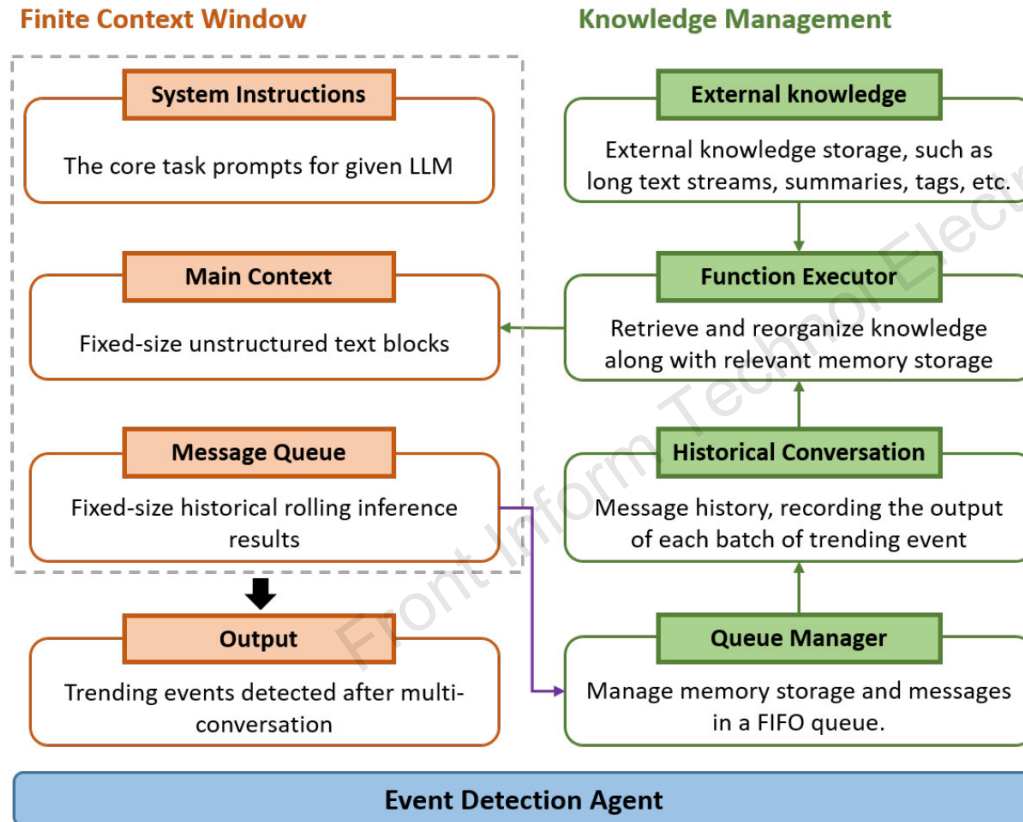 Finite Context Window
Knowledge Management
System Instructions
The core task prompts for given LLM
Main Context
Fixed-size unstructured text blocks
Message Queue
Fixed-size historical rolling inference
results
Output
Trending events detected after multi-
conversation
External knowledge
External knowledge storage, such as
long text streams, summaries, tags, etc.
Function Executor
Retrieve and reorganize knowledge
along with relevant memory storage
Historical Conversation
Message history, recording the output
of each batch of trending event
Queue Manager
Manage memory storage and messages
in a FIFO queue.
Event Detection Agent
Front Inform Technol Electr